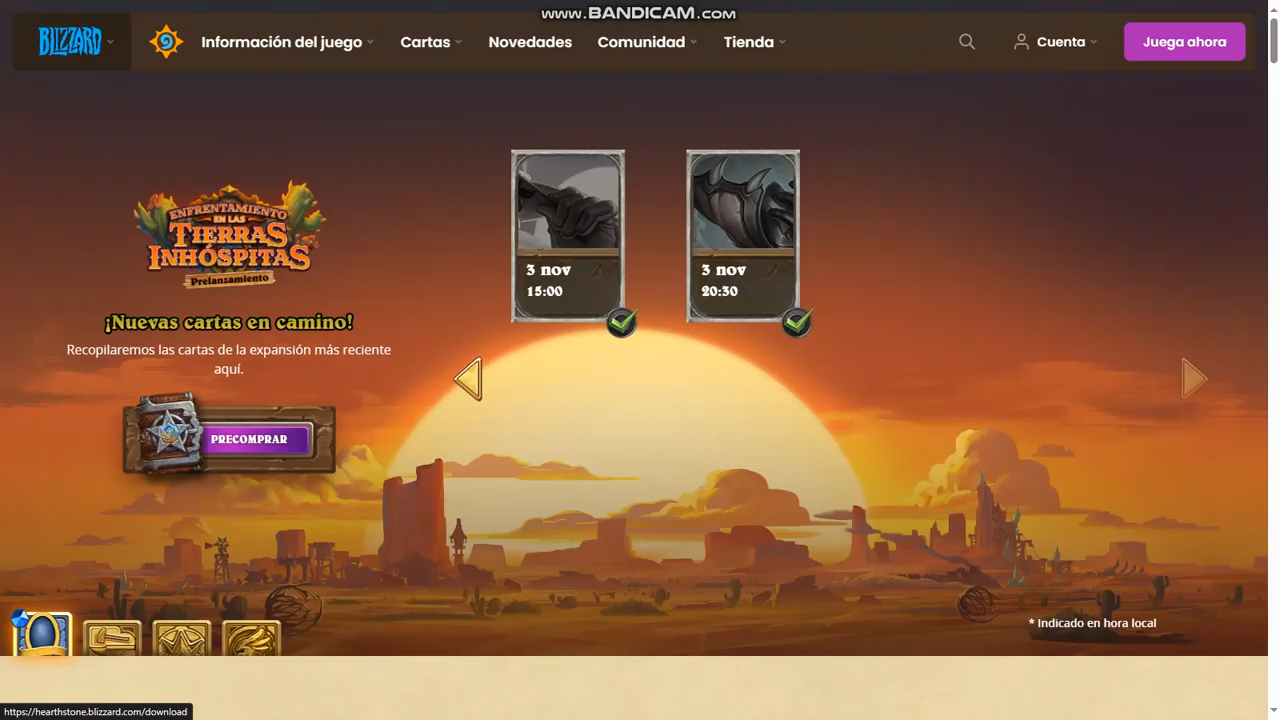 www.BANDICAM.com
BLIZZARD
Información del juego
Cartas
Novedades
Comunidad
Tienda
Cuenta
Juega ahora
ENFRENTAMIENTO
EN LAS
TIERRAS
INHÓSPITAS
Prelanzamiento
¡Nuevas cartas en camino!
Recopilaremos las cartas de la expansión más reciente
aquí.
PRECOMPRAR
3 nov
15:00
3 nov
20:30
* Indicado en hora local
https://hearthstone.blizzard.com/download